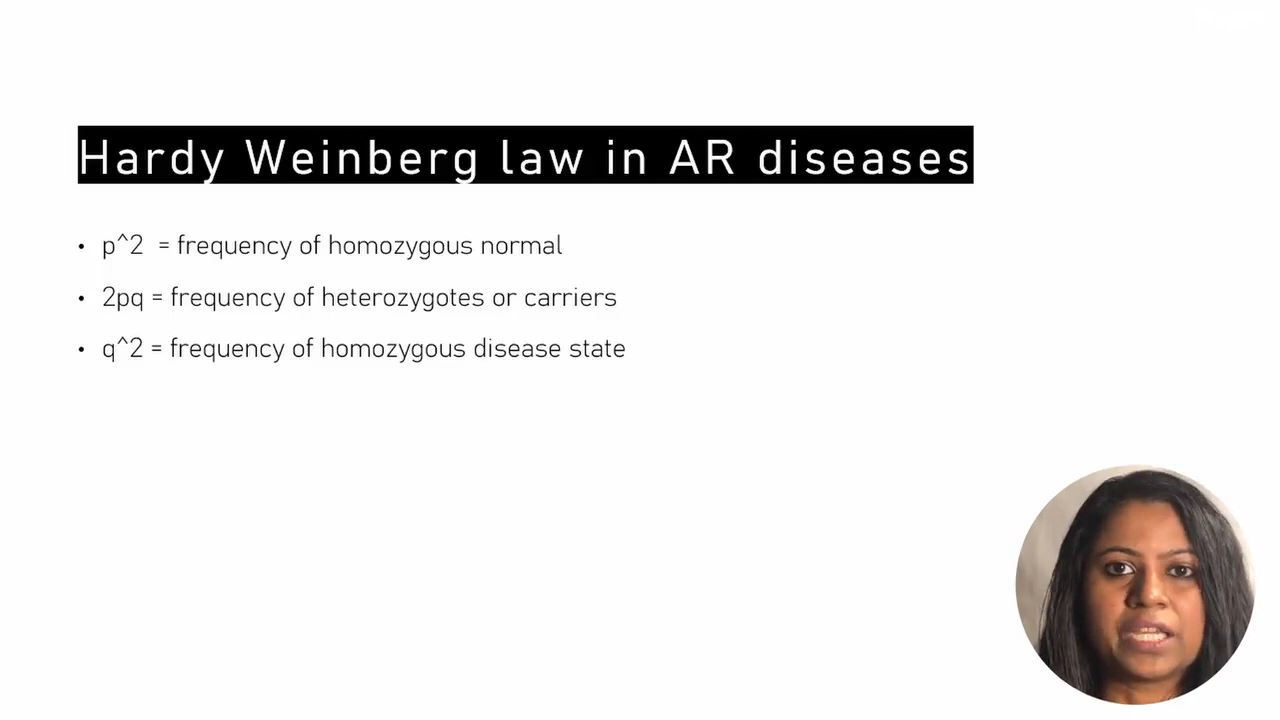 Hardy Weinberg law in AR diseases
• p^2 = frequency of homozygous normal
• 2pq = frequency of heterozygotes or carriers
• q^2 = frequency of homozygous disease state